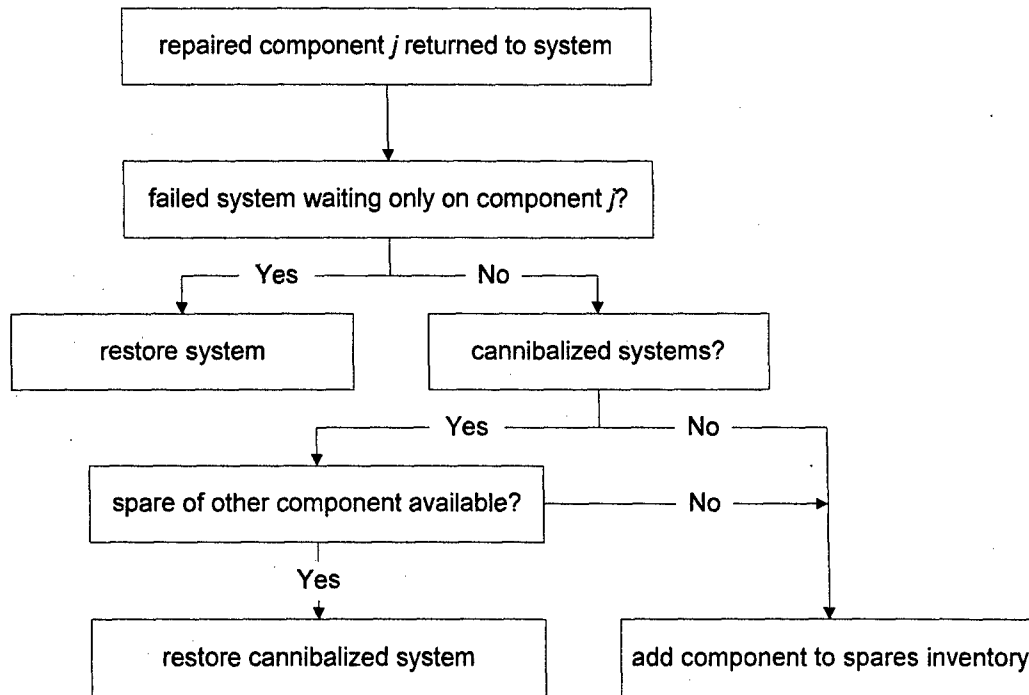 repaired component j returned to system
failed system waiting only on component j?
Yes
No
restore system
cannibalized systems?
Yes
No
spare of other component available?
No
Yes
restore cannibalized system
add component to spares inventory